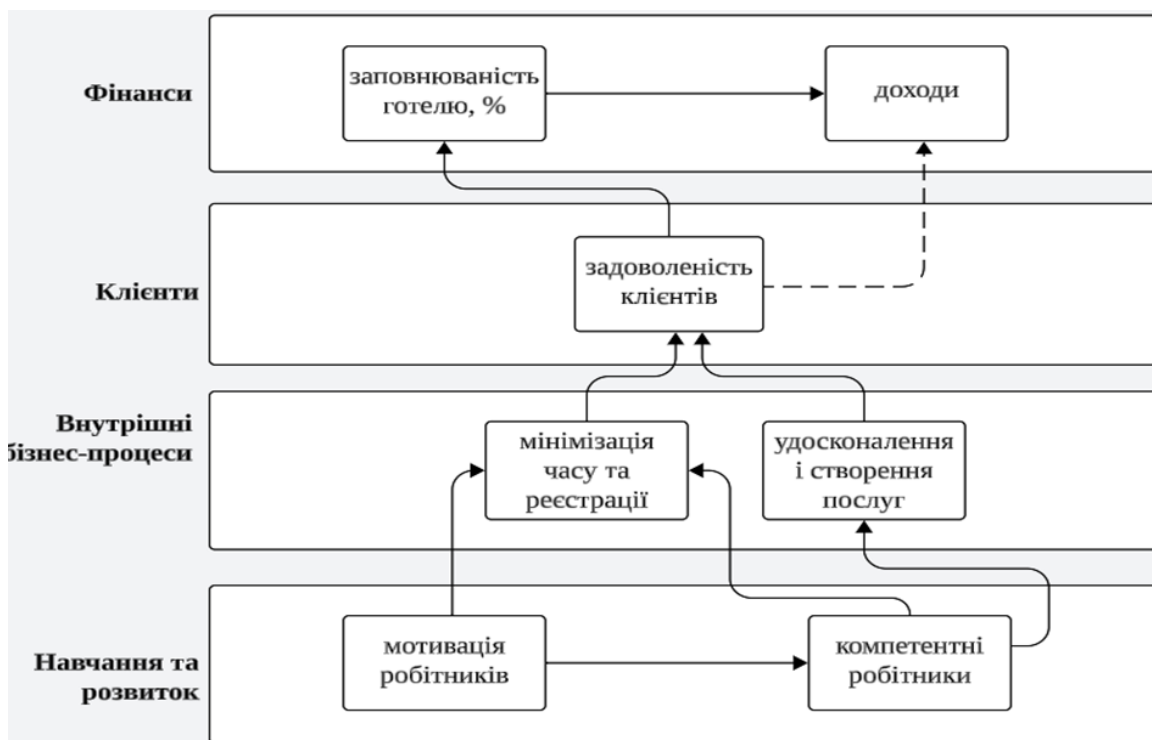 Фінанси
заповнюваність
готелю, %
доходи
Клієнти
задоволеність
клієнтів
Внутрішні
бізнес-процеси
мінімізація
часу та
реєстрації
удосконалення
і створення
послуг
Навчання та
розвиток
мотивація
робітників
компетентні
робітники